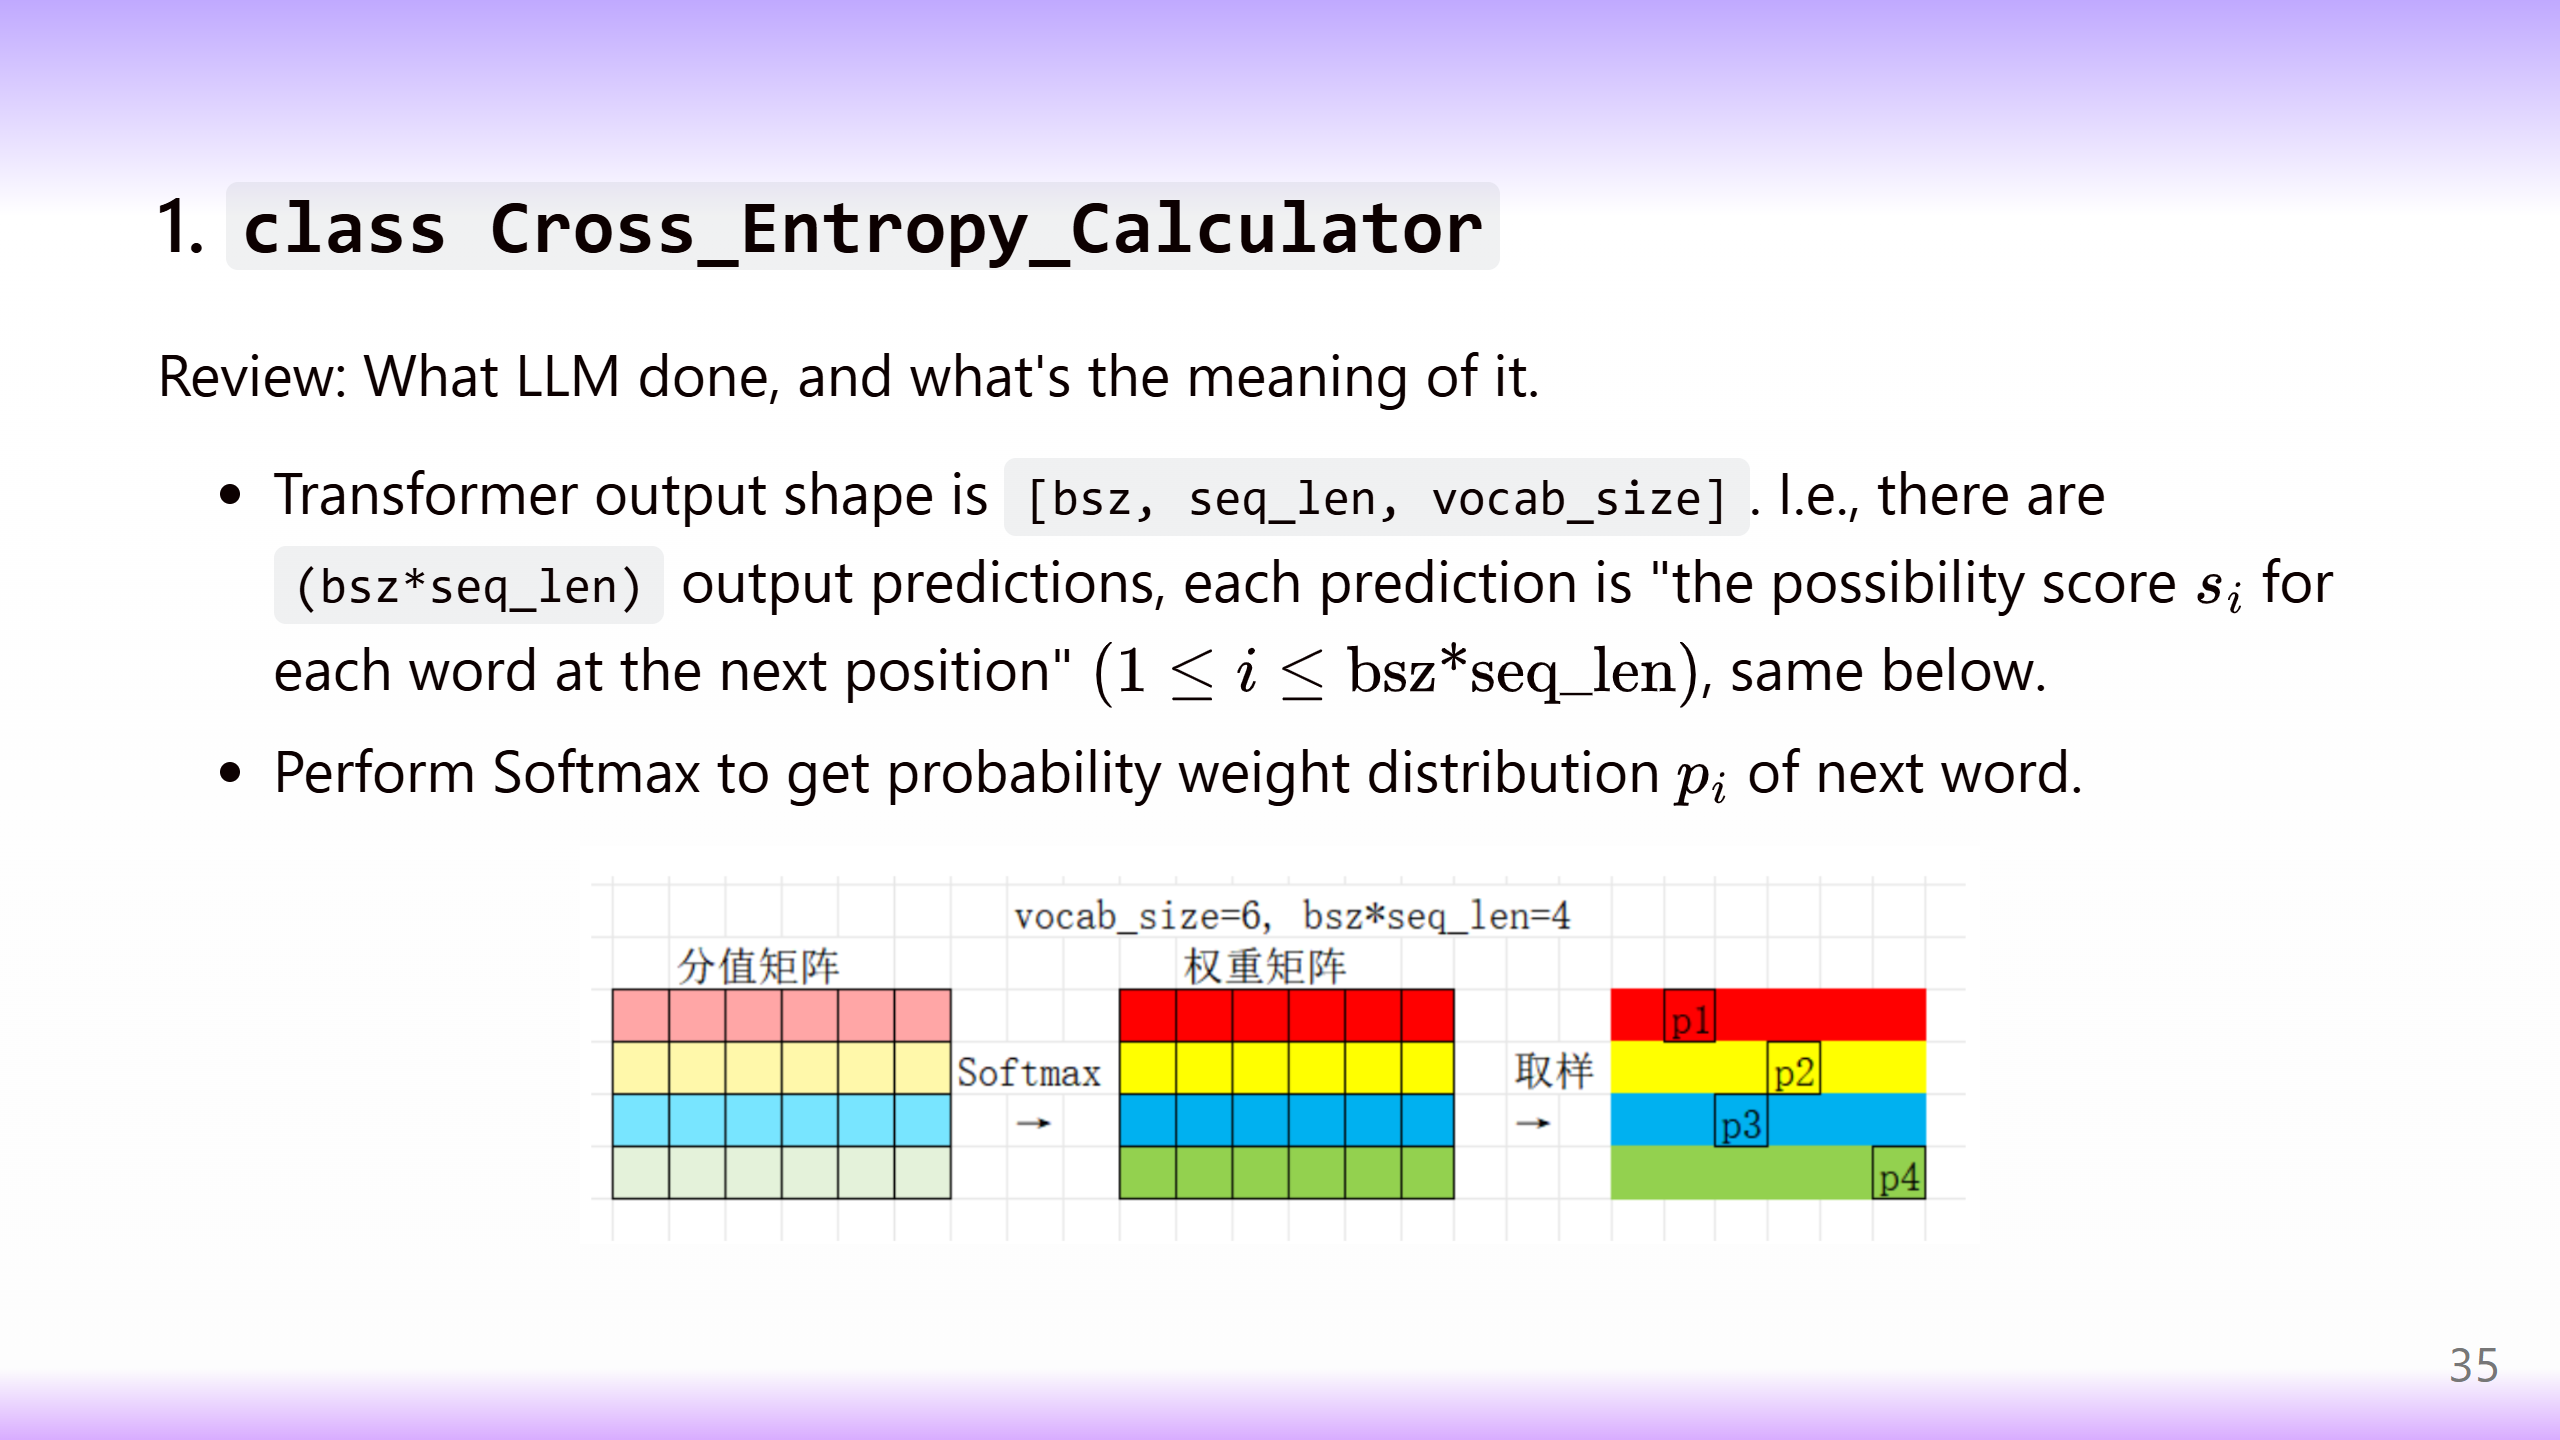 1. class Cross_Entropy_Calculator
Review: What LLM done, and what's the meaning of it.
• Transformer output shape is [bsz, seq_len, vocab_size] . I.e., there are
(bsz*seq_len) output predictions, each prediction is "the possibility score s_i for
each word at the next position" (1 ≤ i ≤ bsz*seq_len), same below.
• Perform Softmax to get probability weight distribution p_i of next word.
vocab_size=6, bsz*seq_len=4
分值矩阵 权重矩阵
p1
Softmax 取样 p2
→ → p3
p4
35